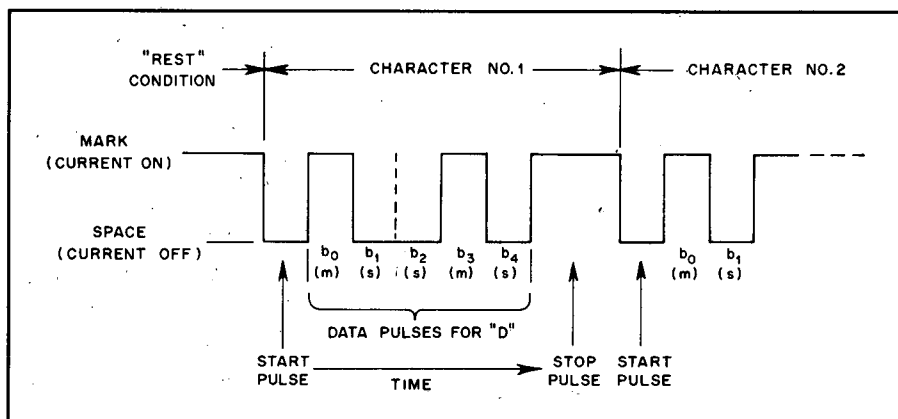 "REST"
CONDITION
CHARACTER NO.1
CHARACTER NO.2
MARK
(CURRENT ON)
SPACE
(CURRENT OFF)
b₀ b₁ b₂ b₃ b₄ b₀ b₁
(m) (s) (s) (m) (s) (m) (s)
DATA PULSES FOR "D"
START
PULSE
TIME
STOP
PULSE
START
PULSE